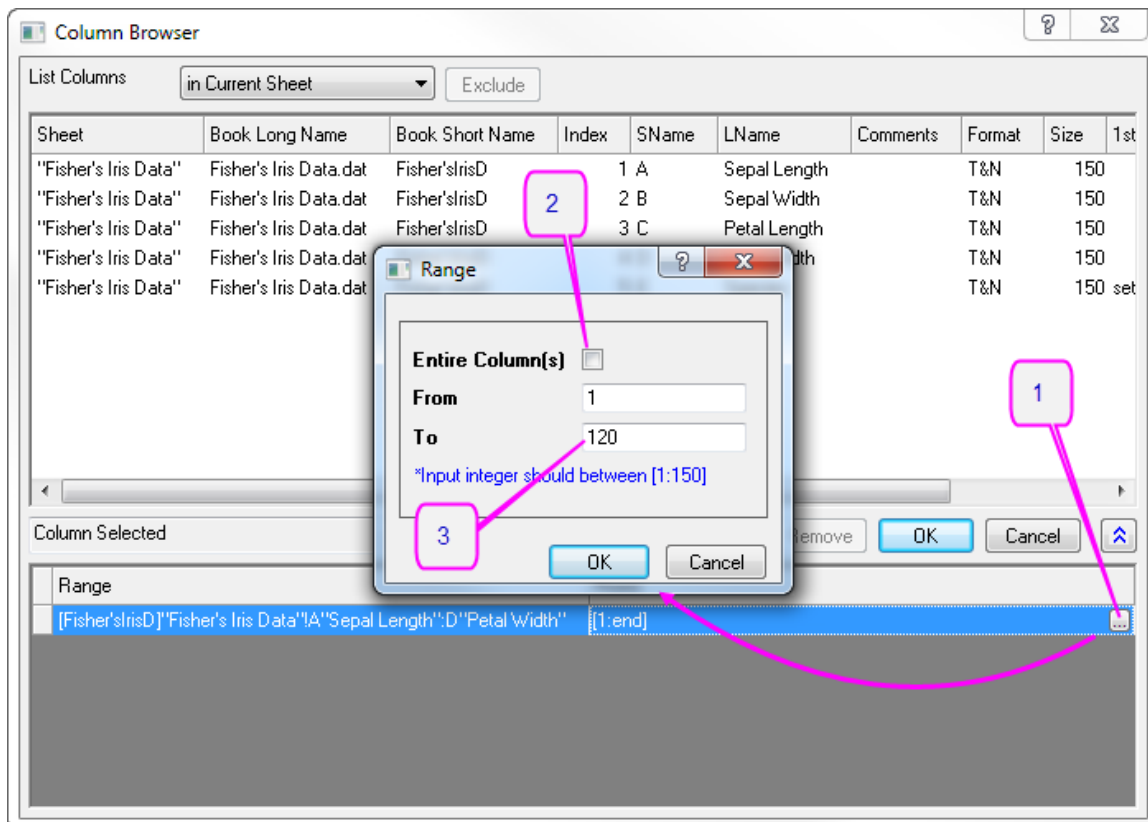 Column Browser
List Columns in Current Sheet Exclude
Sheet Book Long Name Book Short Name Index SName LName Comments Format Size 1st
"Fisher's Iris Data" Fisher's Iris Data.dat Fisher'sIrisD 1 A Sepal Length T&N 150
"Fisher's Iris Data" Fisher's Iris Data.dat Fisher'sIrisD 2 B Sepal Width T&N 150
"Fisher's Iris Data" Fisher's Iris Data.dat Fisher'sIrisD 3 C Petal Length T&N 150
"Fisher's Iris Data" Fisher's Iris Data.dat T&N 150
"Fisher's Iris Data" Fisher's Iris Data.dat T&N 150 set
2
Range
Entire Column(s)
From 1
To 120
*Input integer should between [1:150]
3
OK Cancel
1
Column Selected Remove OK Cancel
Range
[Fisher'sIrisD]"Fisher's Iris Data"!A"Sepal Length":D"Petal Width" [1:end]
...